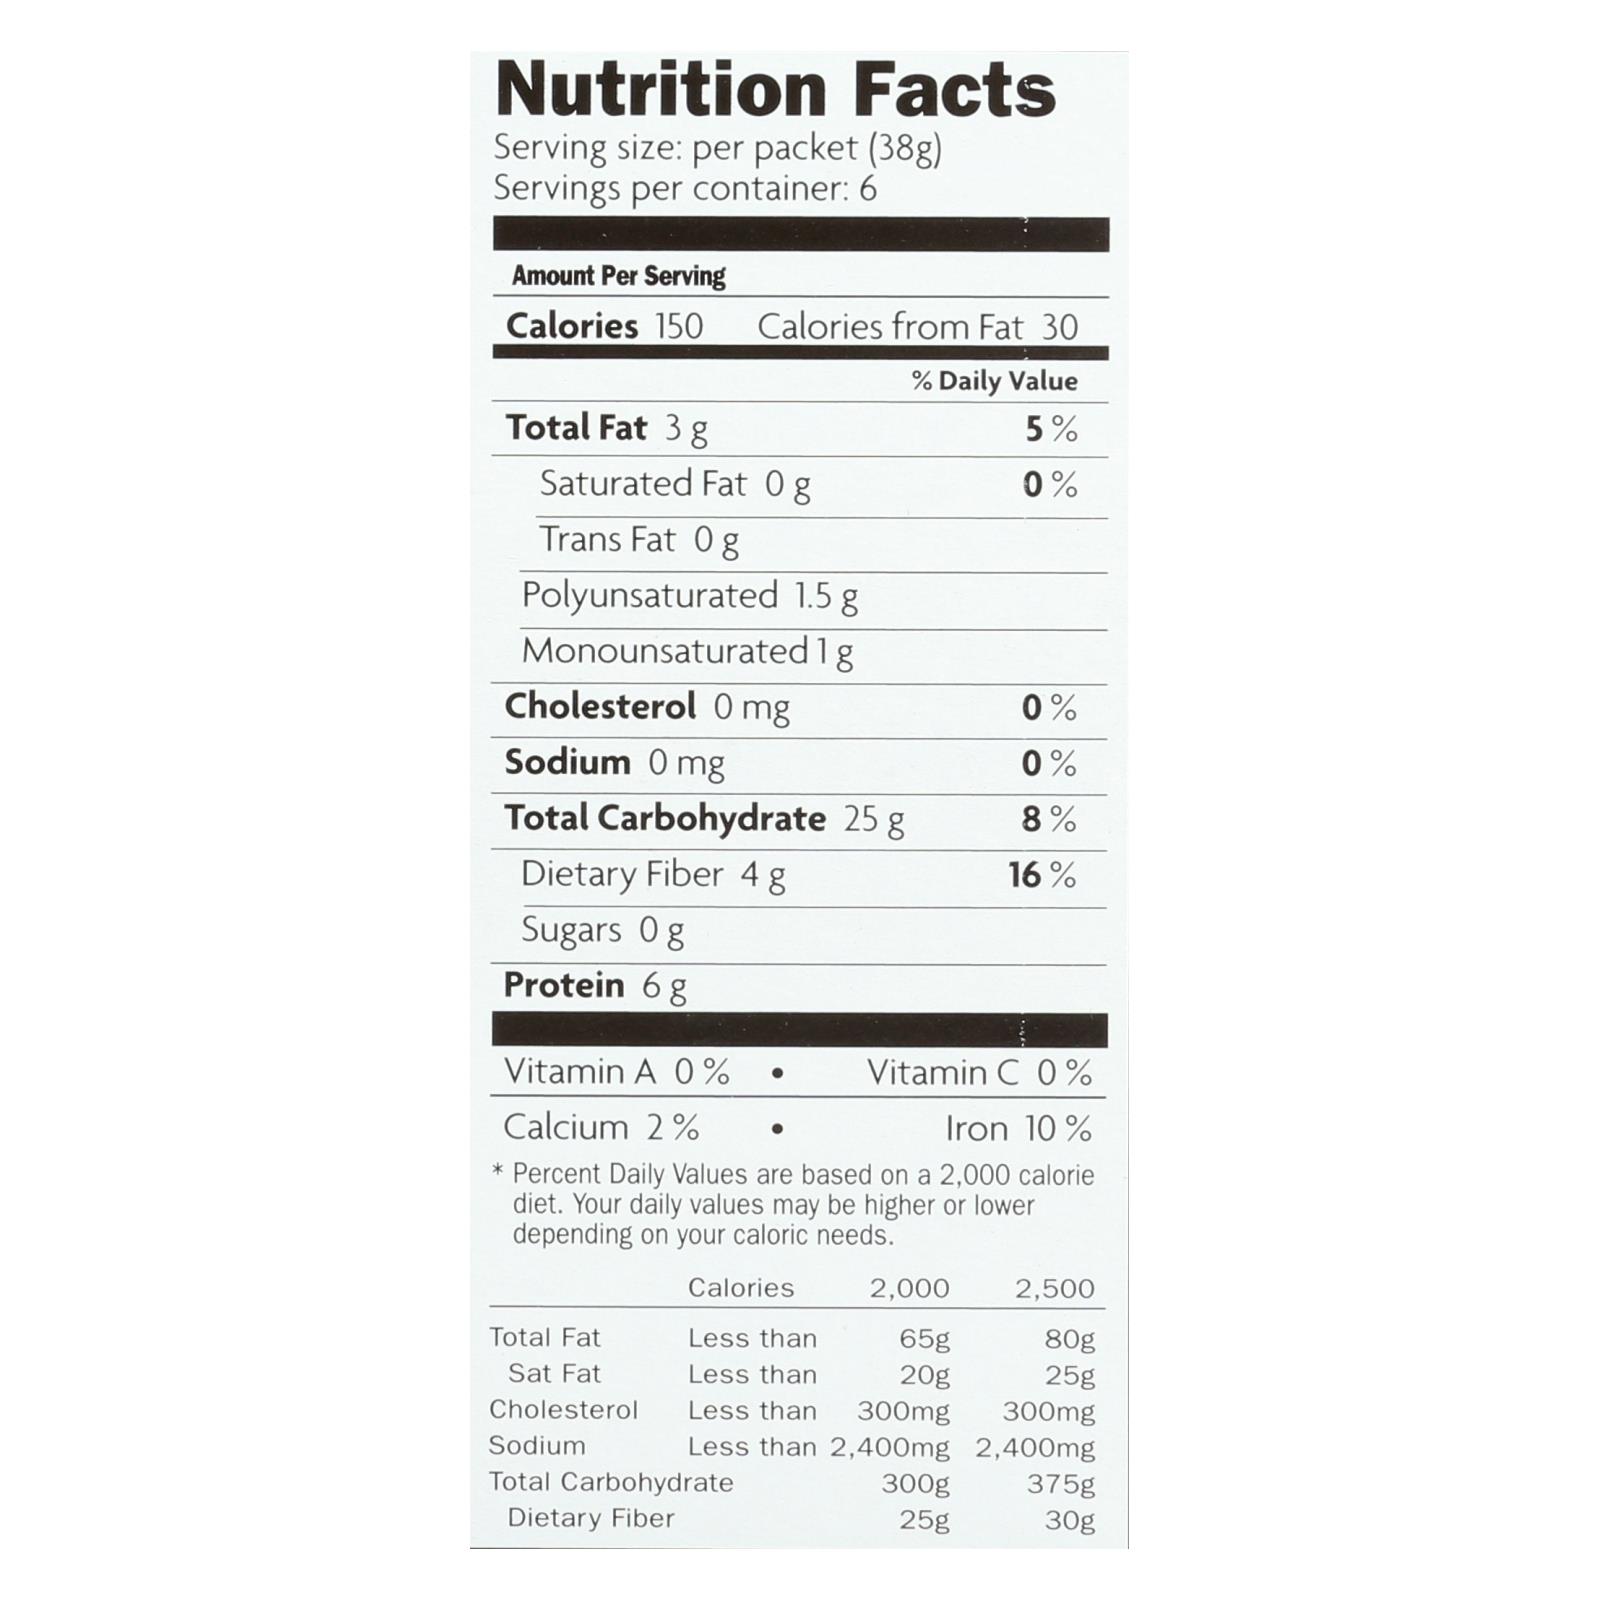 Nutrition Facts
Serving size: per packet (38g)
Servings per container: 6
Amount Per Serving
Calories 150 Calories from Fat 30
% Daily Value
Total Fat 3 g 5 %
Saturated Fat 0 g 0 %
Trans Fat 0 g
Polyunsaturated 1.5 g
Monounsaturated 1 g
Cholesterol 0 mg 0 %
Sodium 0 mg 0 %
Total Carbohydrate 25 g 8 %
Dietary Fiber 4 g 16 %
Sugars 0 g
Protein 6 g
Vitamin A 0 % • Vitamin C 0 %
Calcium 2 % • Iron 10 %
* Percent Daily Values are based on a 2,000 calorie
diet. Your daily values may be higher or lower
depending on your caloric needs.
Calories 2,000 2,500
Total Fat Less than 65g 80g
Sat Fat Less than 20g 25g
Cholesterol Less than 300mg 300mg
Sodium Less than 2,400mg 2,400mg
Total Carbohydrate 300g 375g
Dietary Fiber 25g 30g